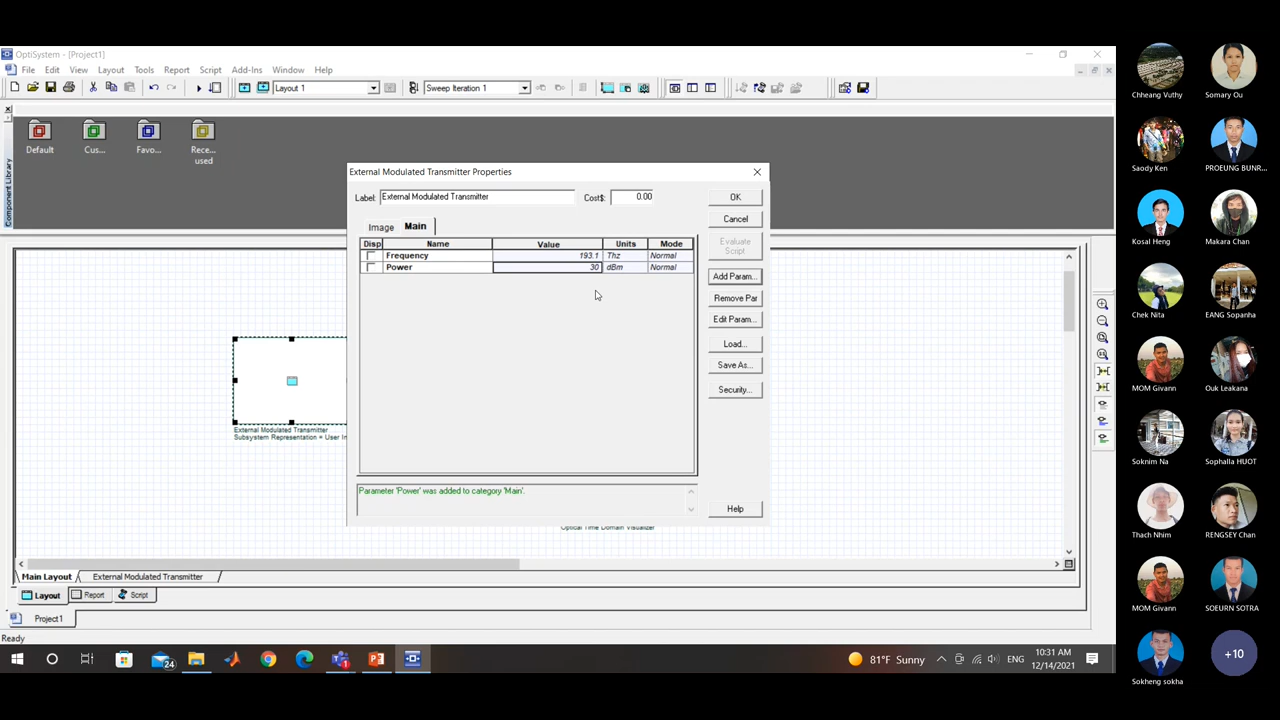 OptiSystem - [Project1]
File Edit View Layout Tools Report Script Add-Ins Window Help
Layout 1
Sweep Iteration 1
Component Library
Default
Cus...
Favo...
Rece...
used
External Modulated Transmitter Properties
Label: External Modulated Transmitter
Cost$: 0.00
OK
Cancel
Evaluate
Script
Add Param...
Remove Par
Edit Param...
Load...
Save As...
Security...
Help
Image Main
Disp Name Value Units Mode
Frequency 193.1 Thz Normal
Power 30 dBm Normal
Parameter 'Power' was added to category 'Main'.
External Modulated Transmitter
Subsystem Representation = User In
Optical Time Domain Visualizer
Main Layout External Modulated Transmitter
Layout Report Script
Project1
Ready
24
1
81°F Sunny
ENG
10:31 AM
12/14/2021
Chheang Vuthy
Somary Ou
Saody Ken
PROEUNG BUNR...
Kosal Heng
Makara Chan
Chek Nita
EANG Sopanha
MOM Givann
Ouk Leakana
Soknim Na
Sophalla HUOT
Thach Nhim
RENGSEY Chan
MOM Givann
SOEURN SOTRA
Sokheng sokha
+10